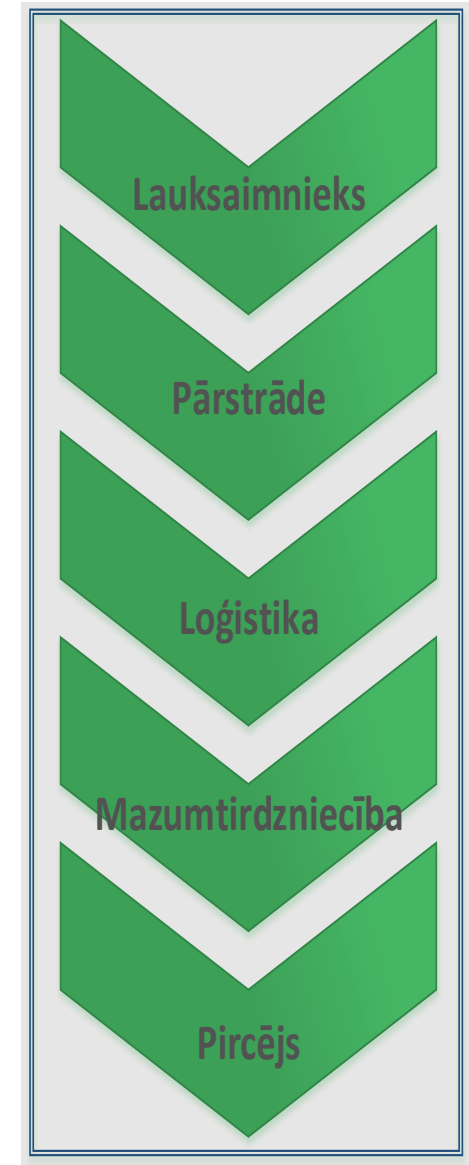 Lauksaimnieks
Pārstrāde
Loģistika
Mazumtirdzniecība
Pircējs